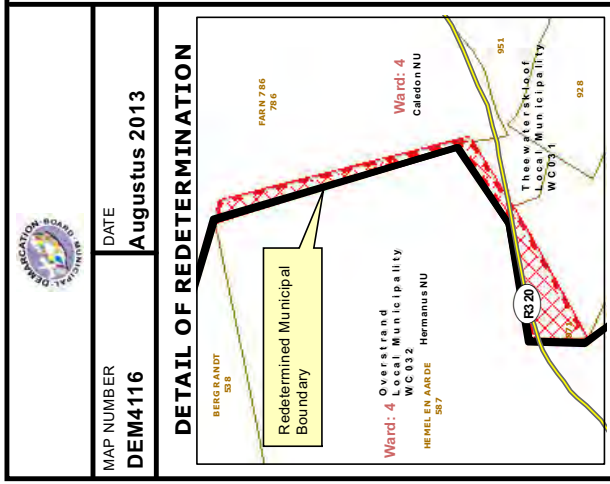 DEMARCATION · BOARD · MUNICIPAL ·
MAP NUMBER
DEM4116
DATE
Augustus 2013
DETAIL OF REDETERMINATION
BERGRANDT
538
FARN 786
786
Redetermined Municipal
Boundary
Ward: 4
Caledon NU
Ward: 4
Overstrand
Local Municipality
WC032
Hermanus NU
HEMEL EN AARDE
587
R320
571
951
Theewaterskloof
Local Municipality
WC031
928